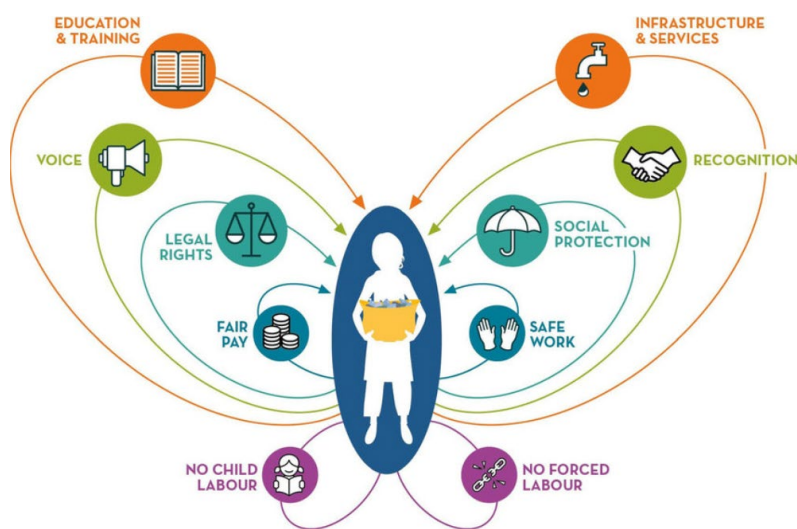 EDUCATION
& TRAINING
INFRASTRUCTURE
& SERVICES
VOICE
RECOGNITION
LEGAL
RIGHTS
SOCIAL
PROTECTION
FAIR
PAY
SAFE
WORK
NO CHILD
LABOUR
NO FORCED
LABOUR